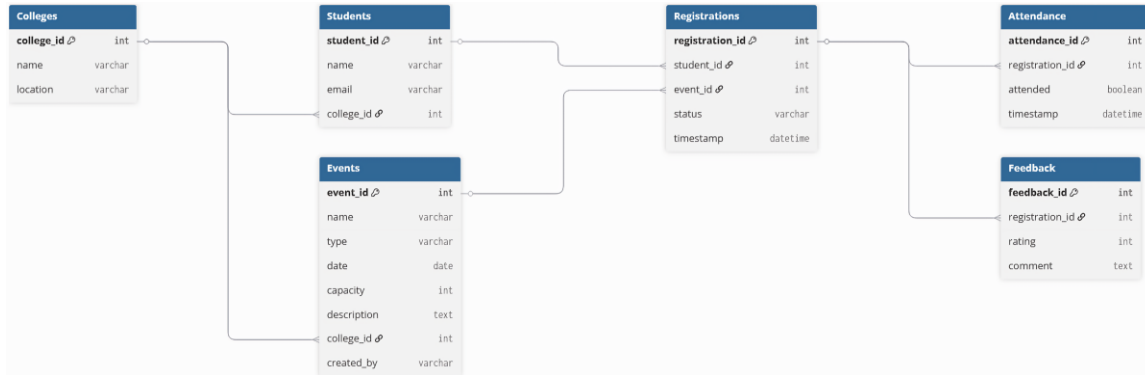 Colleges
college_id int
name varchar
location varchar
Students
student_id int
name varchar
email varchar
college_id int
Events
event_id int
name varchar
type varchar
date date
capacity int
description text
college_id int
created_by varchar
Registrations
registration_id int
student_id int
event_id int
status varchar
timestamp datetime
Attendance
attendance_id int
registration_id int
attended boolean
timestamp datetime
Feedback
feedback_id int
registration_id int
rating int
comment text